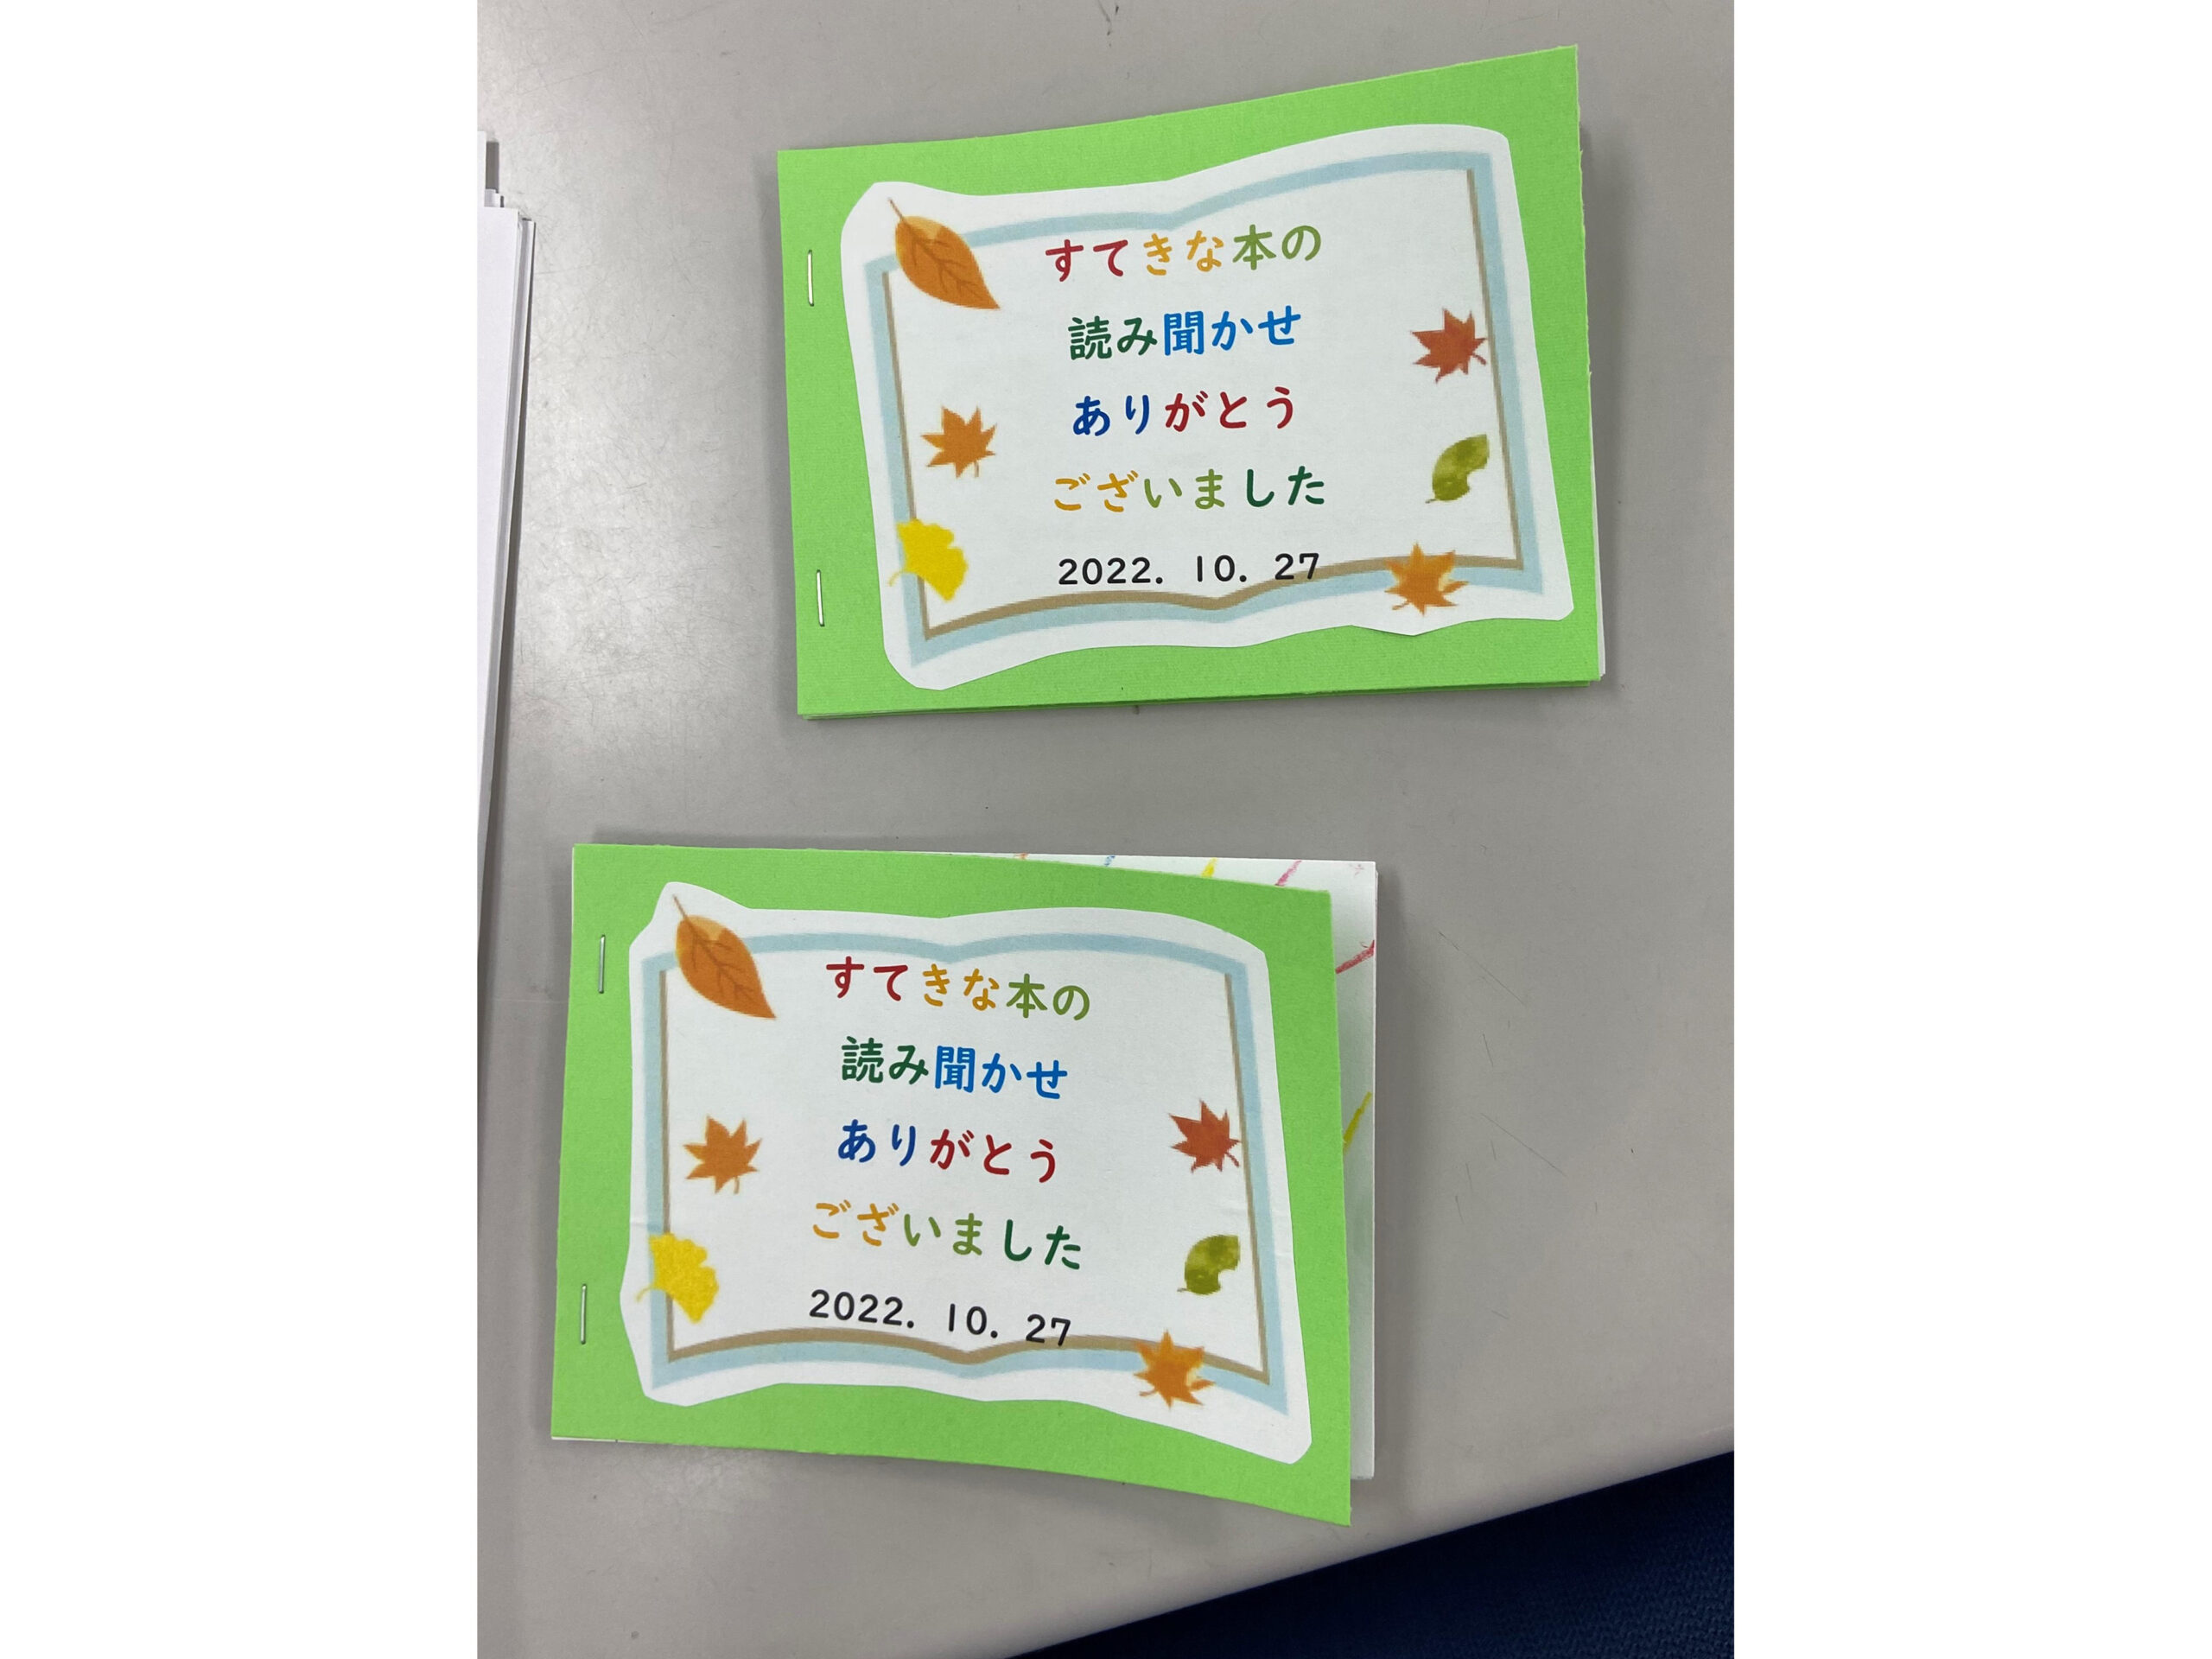 すてきな本の
読み聞かせ
ありがとう
ございました
2022. 10. 27
すてきな本の
読み聞かせ
ありがとう
ございました
2022. 10. 27